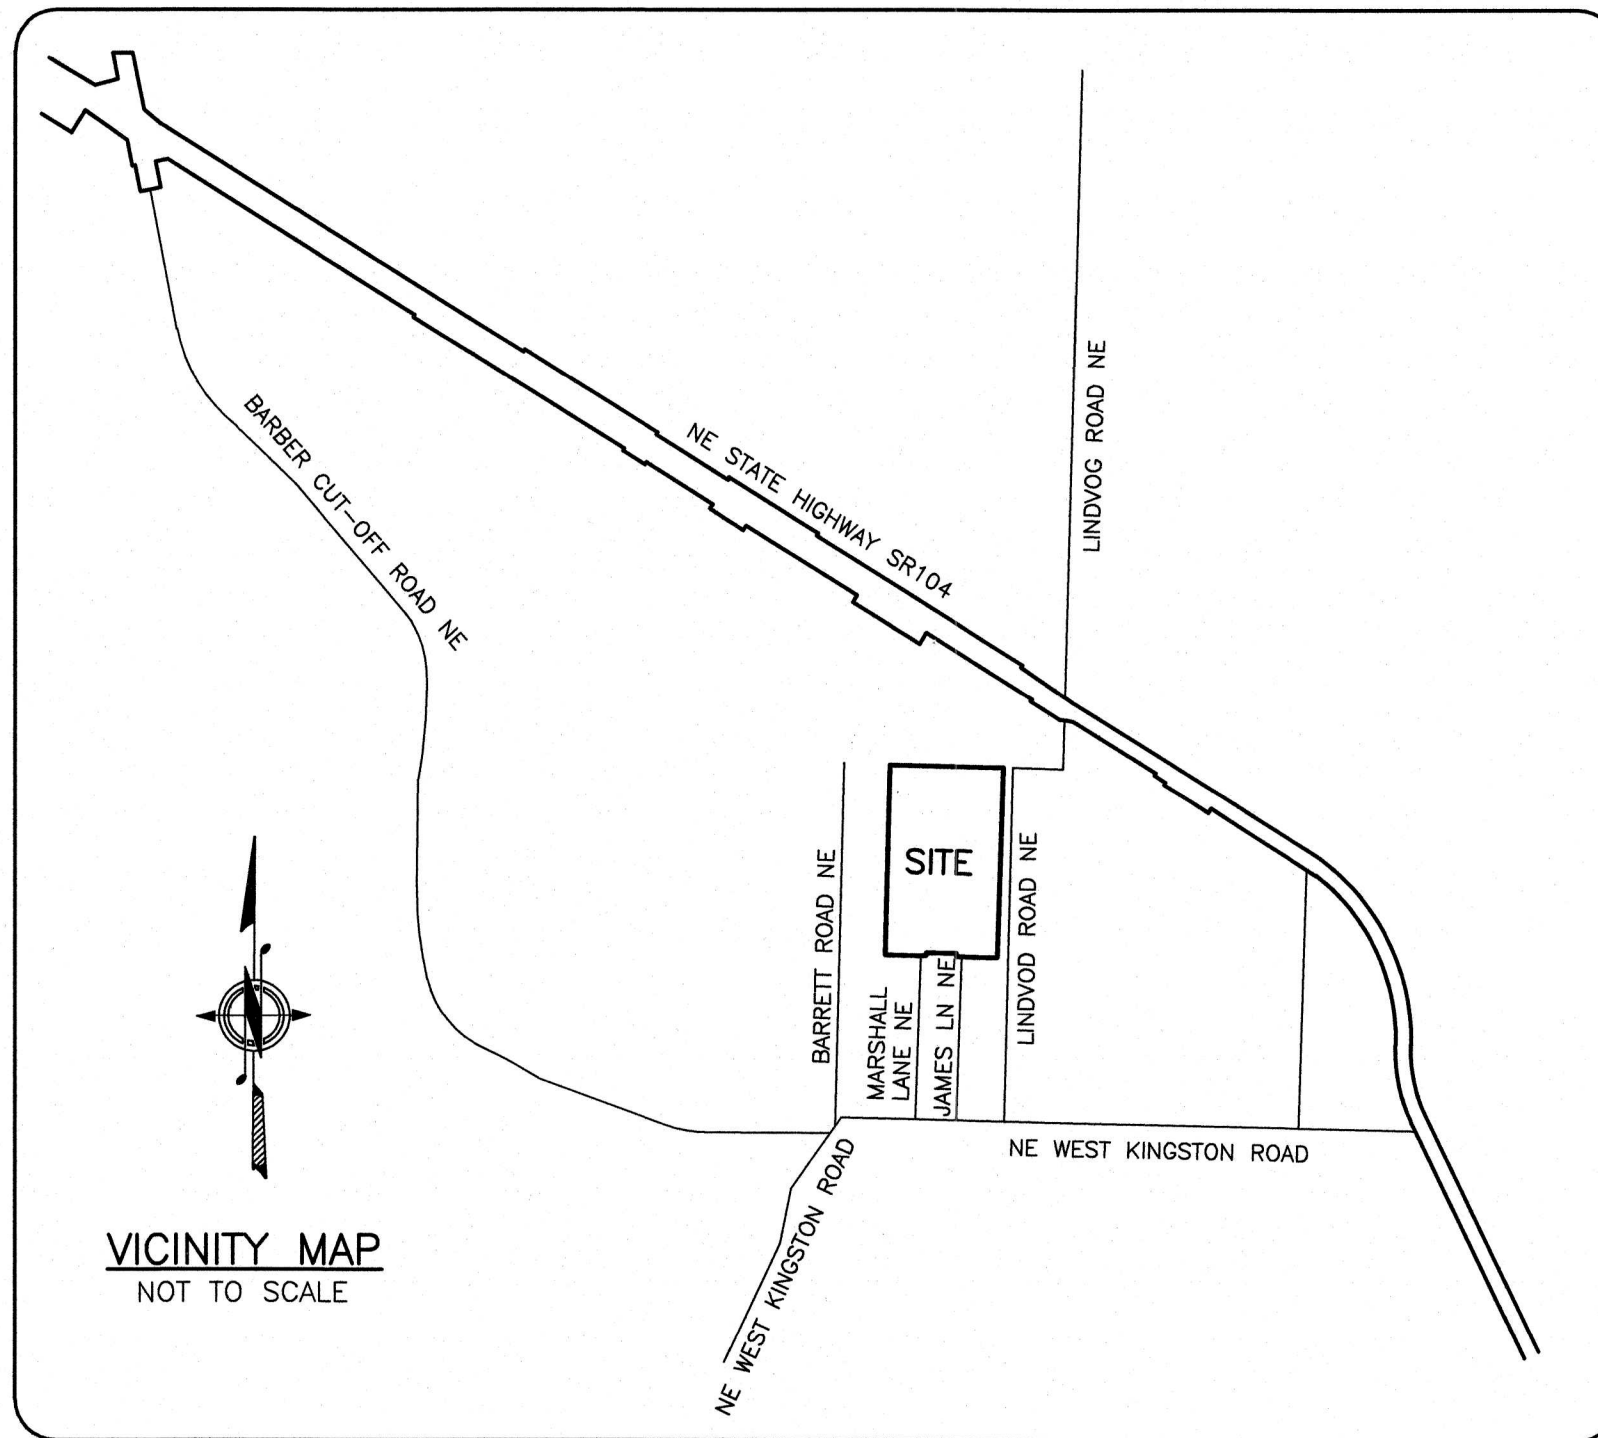 LINDVOG ROAD NE
BARBER CUT-OFF ROAD NE
NE STATE HIGHWAY SR104
SITE
BARRETT ROAD NE
LINDVOD ROAD NE
MARSHALL
LANE NE
JAMES LN NE
NE WEST KINGSTON ROAD
NE WEST KINGSTON ROAD
VICINITY MAP
NOT TO SCALE